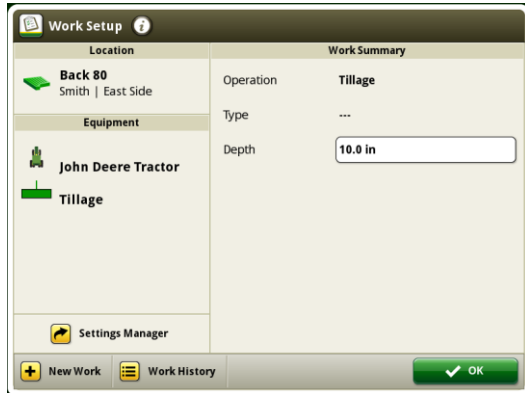 Work Setup i
Location
Back 80
Smith | East Side
Equipment
John Deere Tractor
Tillage
Settings Manager
Work Summary
Operation Tillage
Type ---
Depth 10.0 in
New Work Work History OK